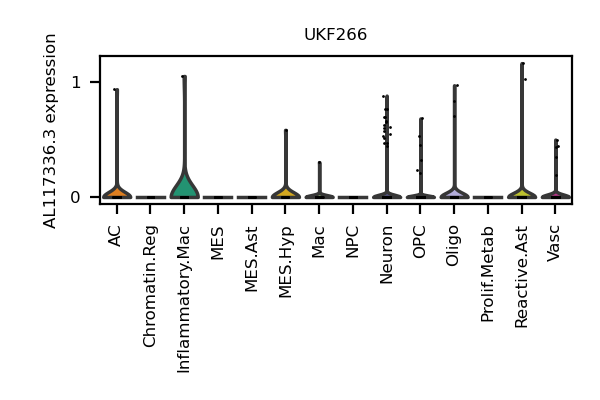 UKF266
AL117336.3 expression
1
0
AC
Chromatin.Reg
Inflammatory.Mac
MES
MES.Ast
MES.Hyp
Mac
NPC
Neuron
OPC
Oligo
Prolif.Metab
Reactive.Ast
Vasc